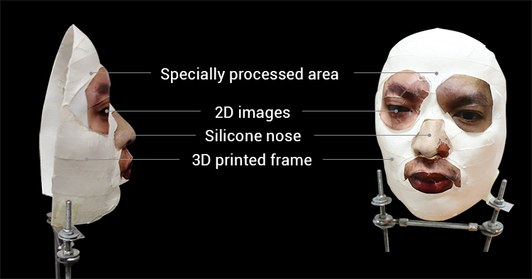 Specially processed area
2D images
Silicone nose
3D printed frame